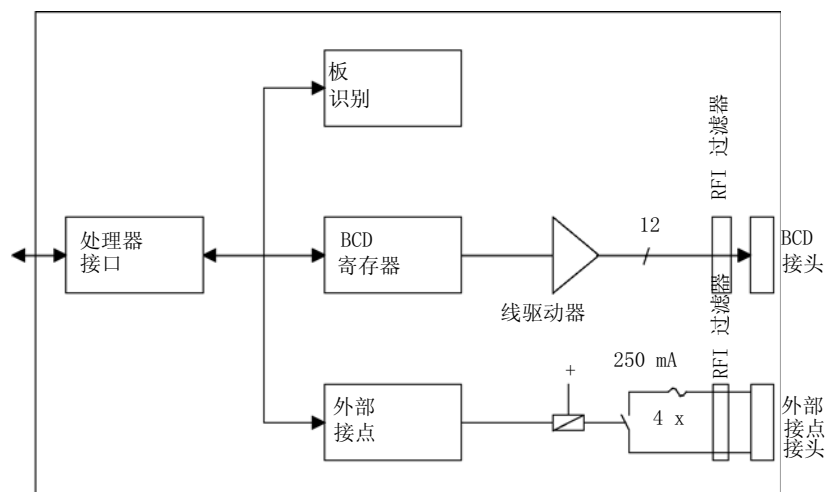 板
识别
RFI 过滤器
处理器
接口
BCD
寄存器
12
BCD
接头
线驱动器
RFI 过滤器
250 mA
+
外部
接点
4 x
外部
接点
接头